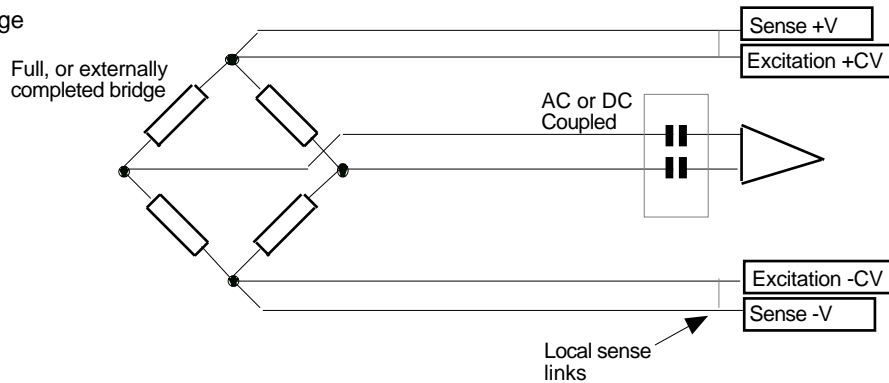 ge
Sense +V
Excitation +CV
Full, or externally
completed bridge
AC or DC
Coupled
Excitation -CV
Sense -V
Local sense
links